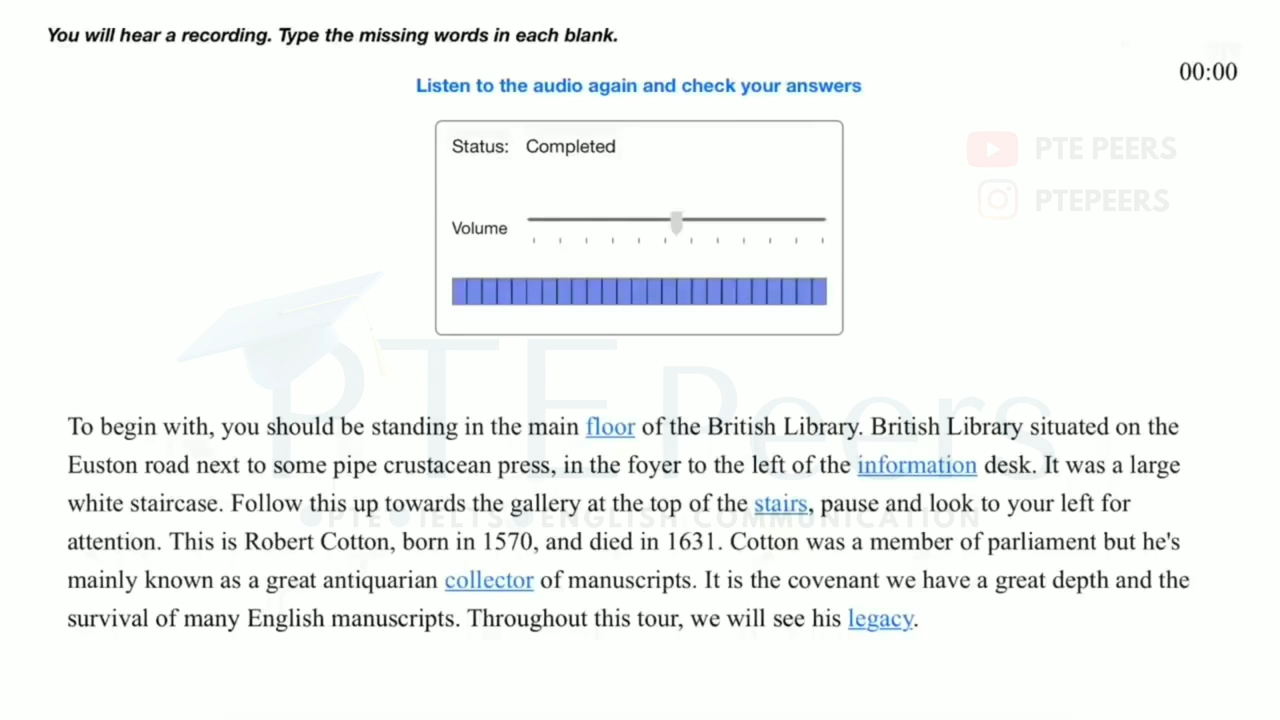 You will hear a recording. Type the missing words in each blank.
00:00
Listen to the audio again and check your answers
Status: Completed
PTE PEERS
PTEPEERS
Volume
PTE Peers
PTE IELTS ENGLISH COMMUNICATION
To begin with, you should be standing in the main floor of the British Library. British Library situated on the
Euston road next to some pipe crustacean press, in the foyer to the left of the information desk. It was a large
white staircase. Follow this up towards the gallery at the top of the stairs, pause and look to your left for
attention. This is Robert Cotton, born in 1570, and died in 1631. Cotton was a member of parliament but he's
mainly known as a great antiquarian collector of manuscripts. It is the covenant we have a great depth and the
survival of many English manuscripts. Throughout this tour, we will see his legacy.